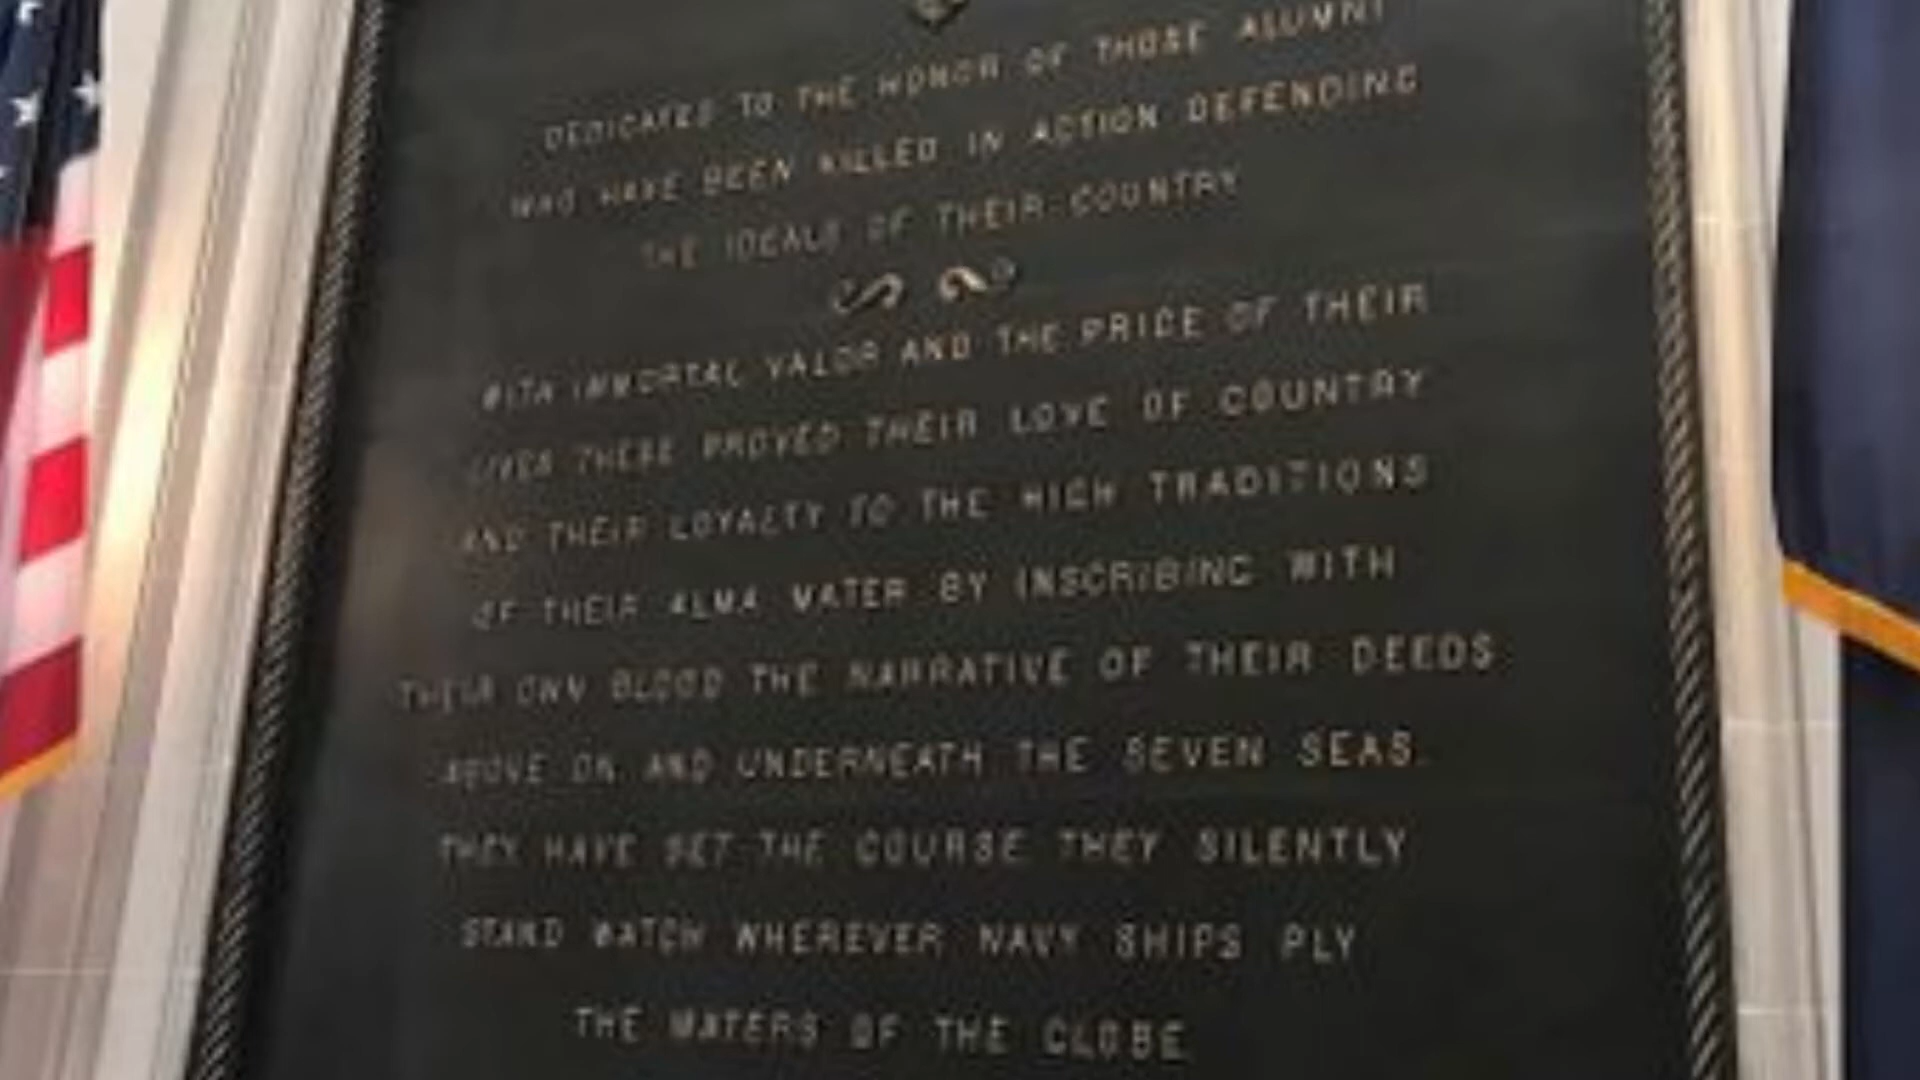 DEDICATED TO THE HONOR OF THOSE ALUMNI
WHO HAVE BEEN KILLED IN ACTION DEFENDING
THE IDEALS OF THEIR COUNTRY
WITH IMMORTAL VALOR AND THE PRICE OF THEIR
LIVES THESE PROVED THEIR LOVE OF COUNTRY
AND THEIR LOYALTY TO THE HIGH TRADITIONS
OF THEIR ALMA MATER BY INSCRIBING WITH
THEIR OWN BLOOD THE NARRATIVE OF THEIR DEEDS
ABOVE ON AND UNDERNEATH THE SEVEN SEAS.
THEY HAVE SET THE COURSE THEY SILENTLY
STAND WATCH WHEREVER NAVY SHIPS PLY
THE WATERS OF THE GLOBE